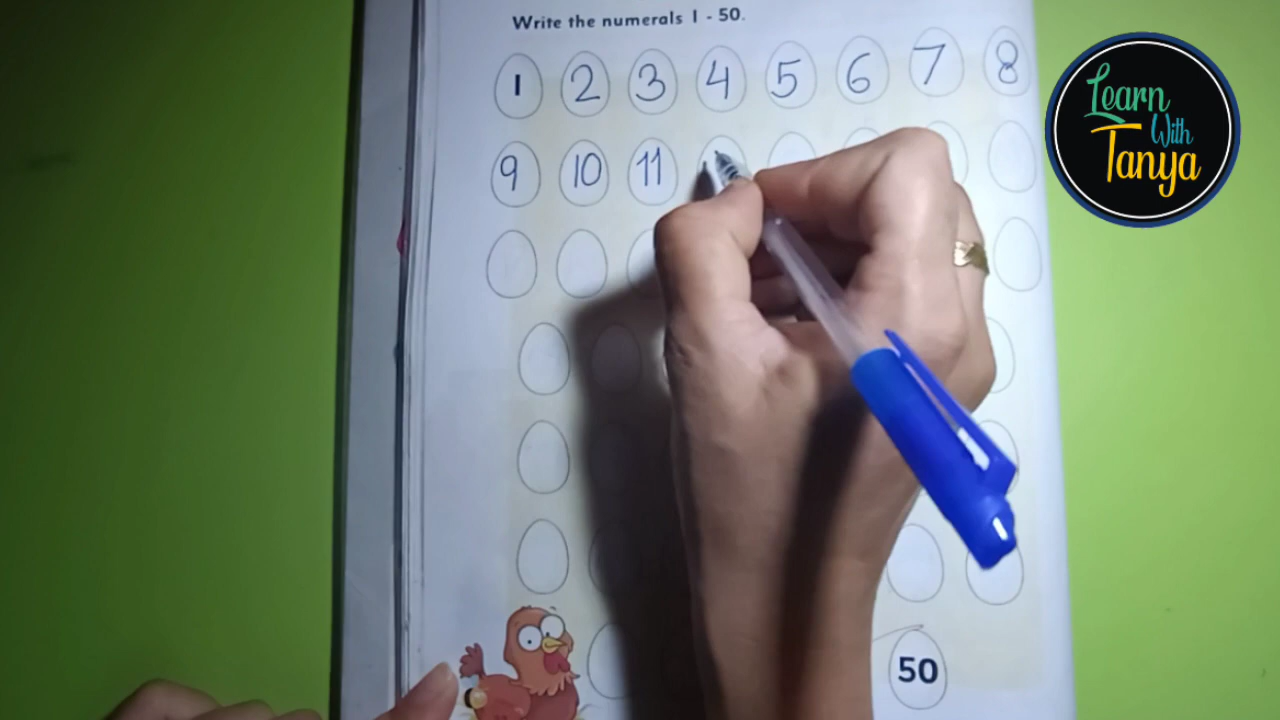 Write the numerals 1 - 50.
1 2 3 4 5 6 7 8
9 10 11
50
Learn
With
Tanya